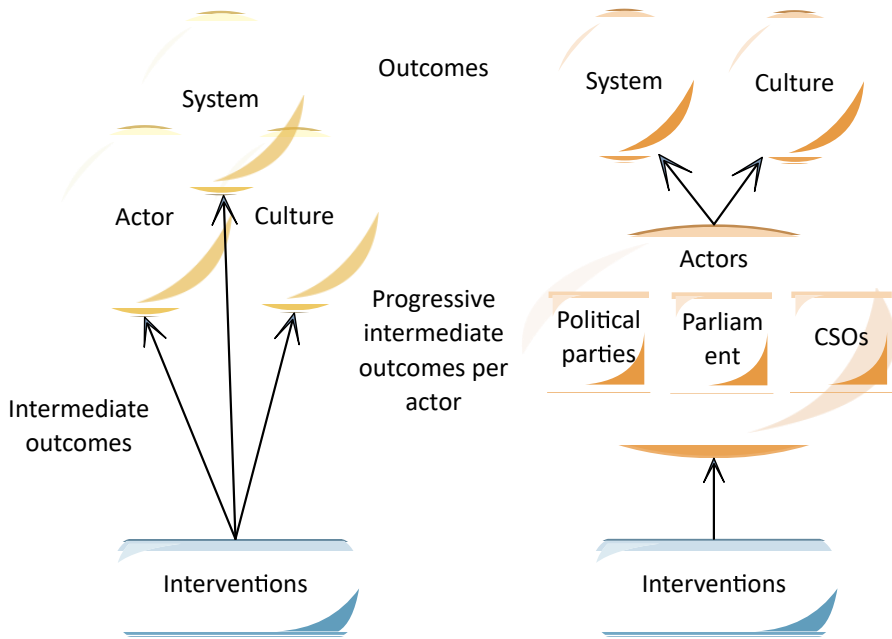 System
Actor
Culture
Intermediate
outcomes
Interventions
Outcomes
Progressive
intermediate
outcomes per
actor
System
Culture
Actors
Political
parties
Parliam
ent
CSOs
Interventions